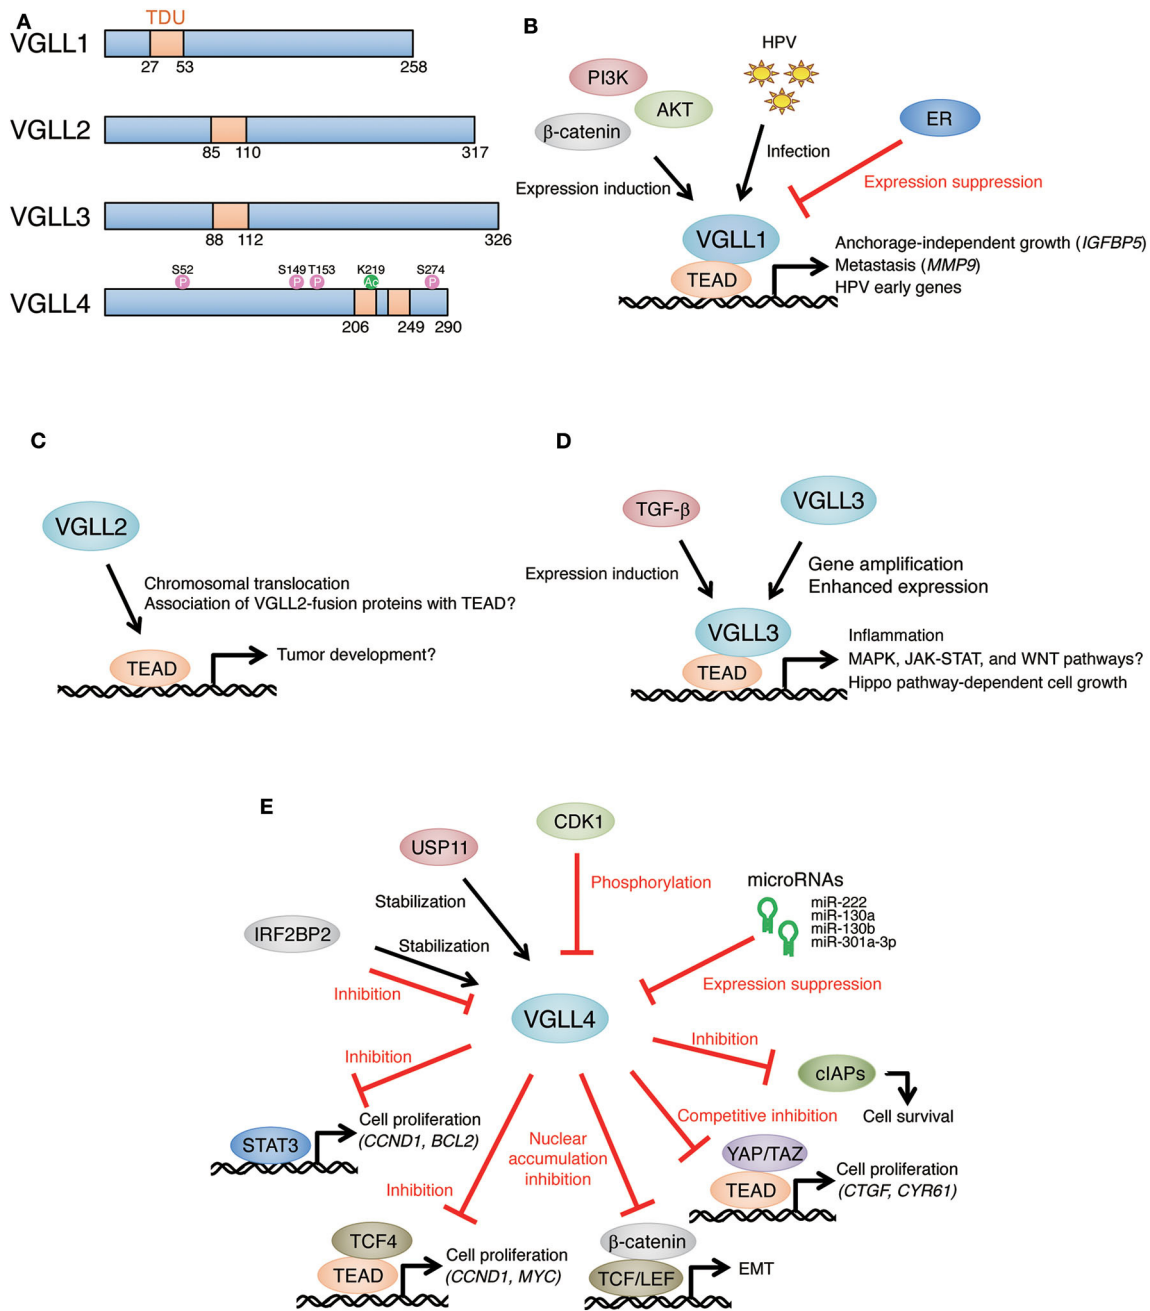 A
TDU
VGLL1
27 53 258
VGLL2
85 110 317
VGLL3
88 112 326
S52 S149 T153 K219 S274
P P P Ac P
VGLL4
206 249 290
B
HPV
PI3K
AKT
β-catenin
ER
Infection
Expression induction
Expression suppression
VGLL1
TEAD
Anchorage-independent growth (IGFBP5)
Metastasis (MMP9)
HPV early genes
C
VGLL2
Chromosomal translocation
Association of VGLL2-fusion proteins with TEAD?
TEAD
Tumor development?
D
TGF-β
VGLL3
Expression induction
Gene amplification
Enhanced expression
VGLL3
TEAD
Inflammation
MAPK, JAK-STAT, and WNT pathways?
Hippo pathway-dependent cell growth
E
CDK1
USP11
Phosphorylation
microRNAs
miR-222
miR-130a
miR-130b
miR-301a-3p
Stabilization
IRF2BP2
Stabilization
Inhibition
Expression suppression
VGLL4
Inhibition
Inhibition
cIAPs
Cell survival
Competitive inhibition
STAT3
Cell proliferation
(CCND1, BCL2)
Nuclear
accumulation
inhibition
YAP/TAZ
TEAD
Cell proliferation
(CTGF, CYR61)
Inhibition
TCF4
TEAD
Cell proliferation
(CCND1, MYC)
β-catenin
TCF/LEF
EMT